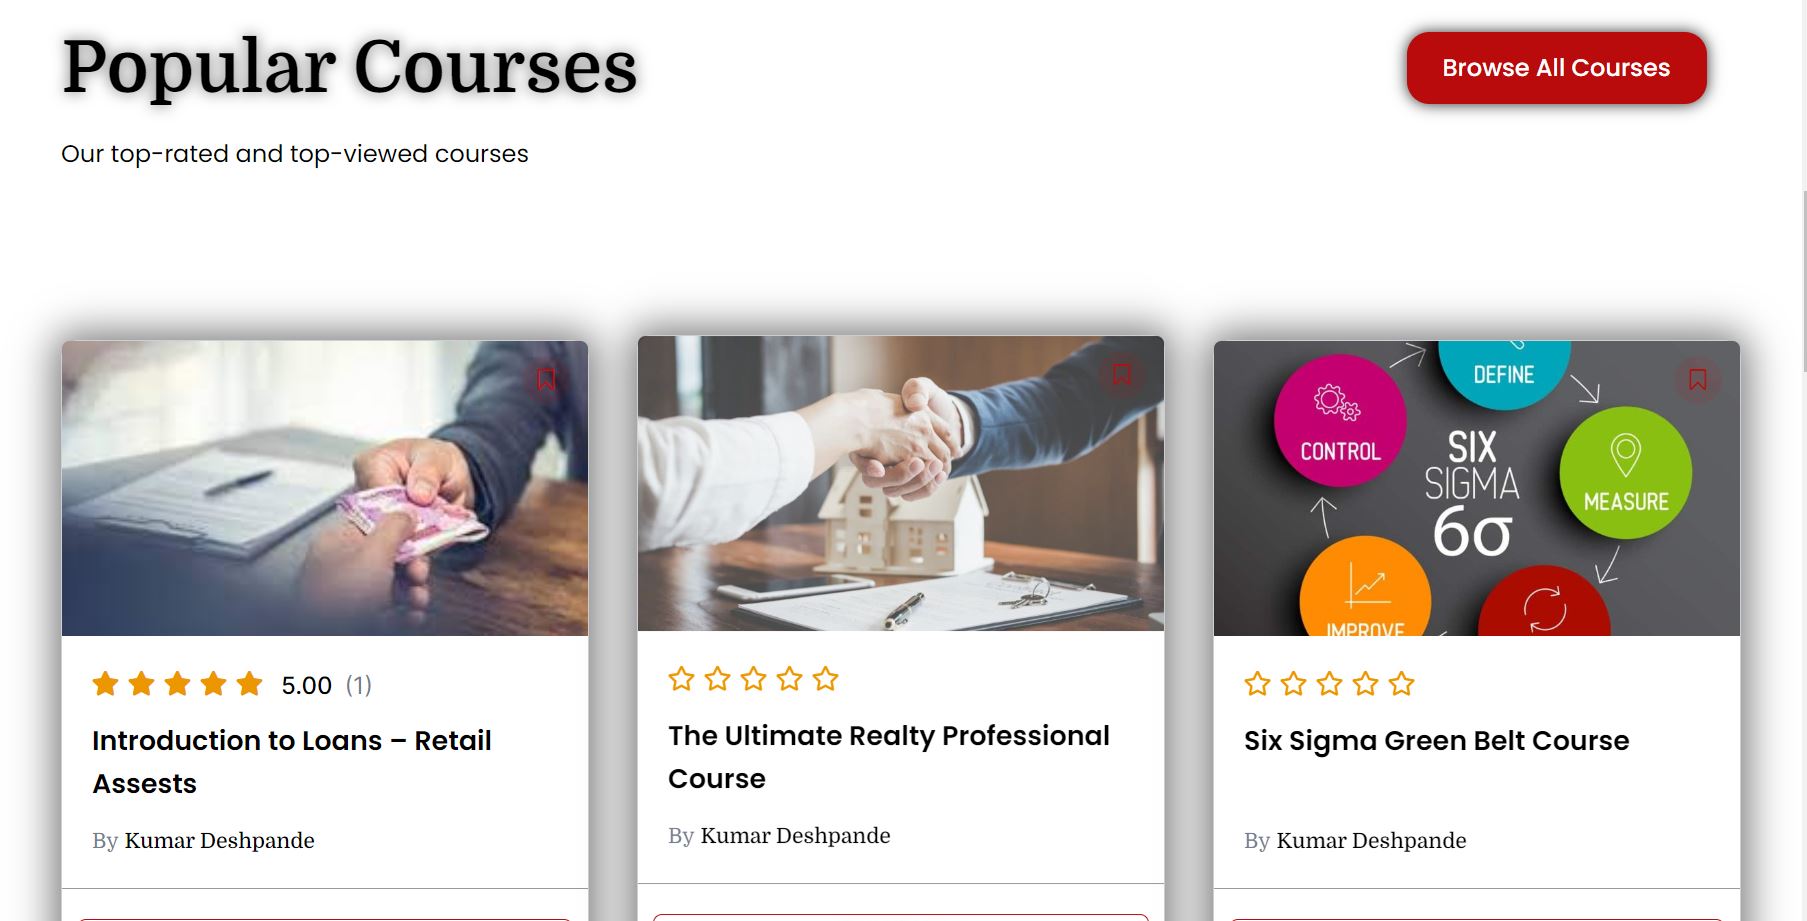 Popular Courses
Browse All Courses
Our top-rated and top-viewed courses
5.00 (1)
Introduction to Loans – Retail
Assests
By Kumar Deshpande
The Ultimate Realty Professional
Course
By Kumar Deshpande
DEFINE
CONTROL
SIX
SIGMA
6σ
MEASURE
IMPROVE
Six Sigma Green Belt Course
By Kumar Deshpande